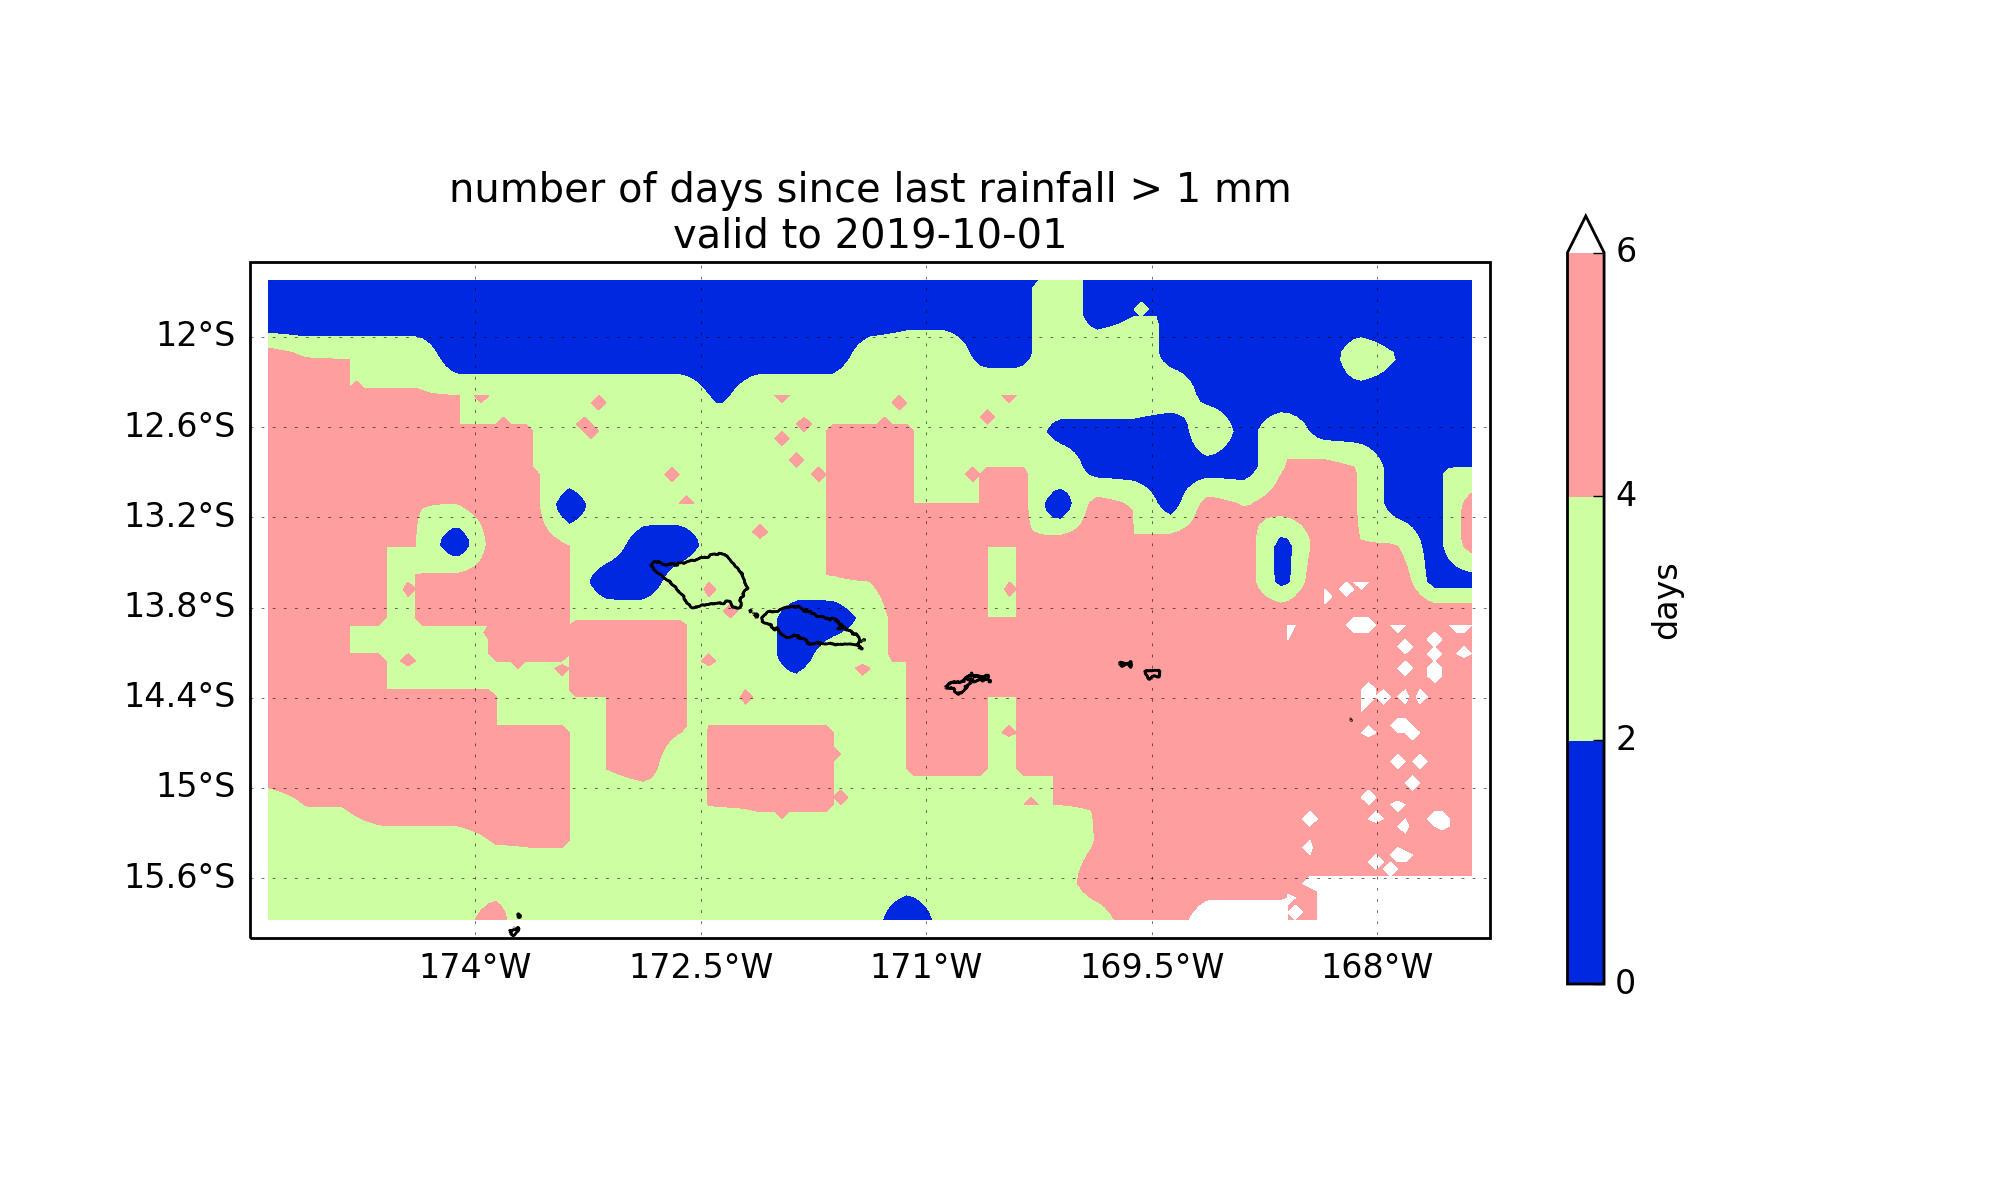 number of days since last rainfall > 1 mm
valid to 2019-10-01
12°S
12.6°S
13.2°S
13.8°S
14.4°S
15°S
15.6°S
174°W
172.5°W
171°W
169.5°W
168°W
6
4
2
0
days